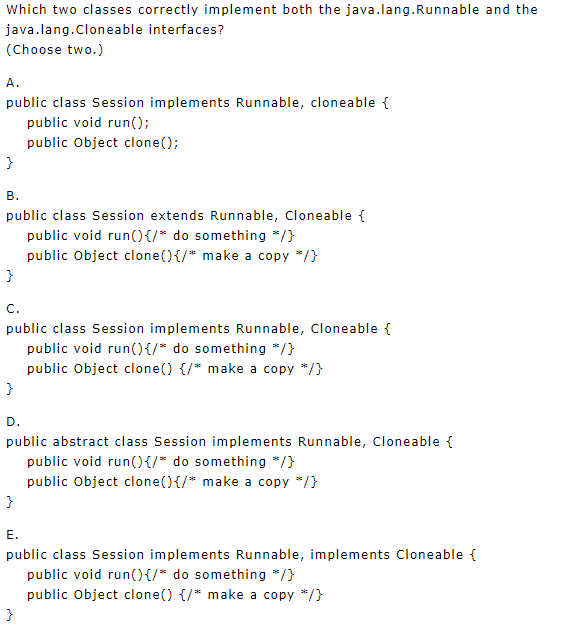 Which two classes correctly implement both the java.lang.Runnable and the
java.lang.Cloneable interfaces?
(Choose two.)
A.
public class Session implements Runnable, cloneable {
public void run();
public Object clone();
}
B.
public class Session extends Runnable, Cloneable {
public void run(){/* do something */}
public Object clone(){/* make a copy */}
}
C.
public class Session implements Runnable, Cloneable {
public void run(){/* do something */}
public Object clone() {/* make a copy */}
}
D.
public abstract class Session implements Runnable, Cloneable {
public void run(){/* do something */}
public Object clone(){/* make a copy */}
}
E.
public class Session implements Runnable, implements Cloneable {
public void run(){/* do something */}
public Object clone() {/* make a copy */}
}